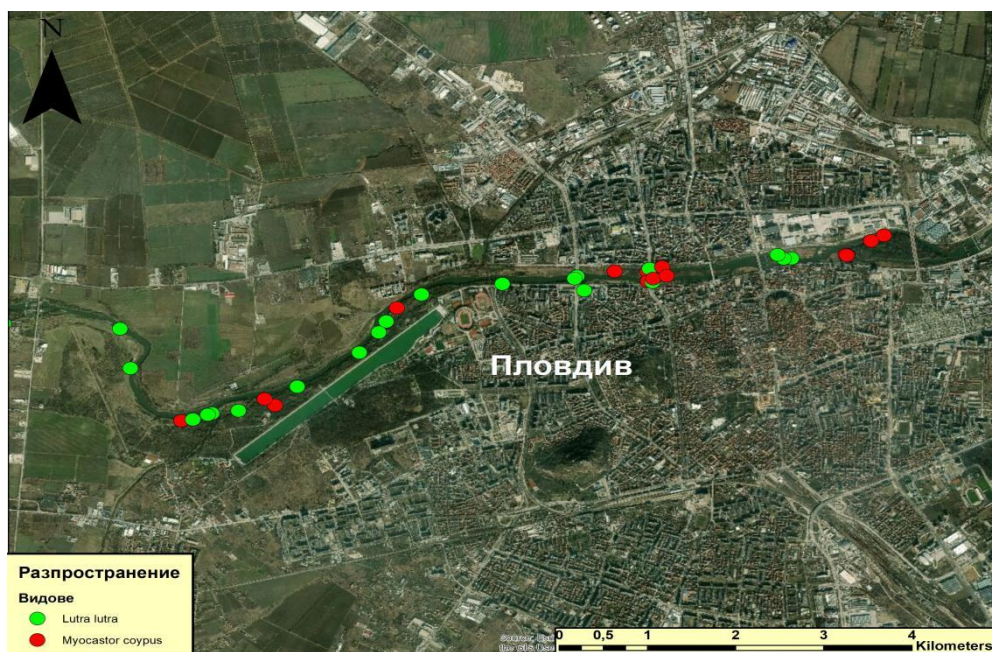 N
Пловдив
Разпространение
Видове
Lutra lutra
Myocastor coypus
0 0,5 1 2 3 4
Kilometers